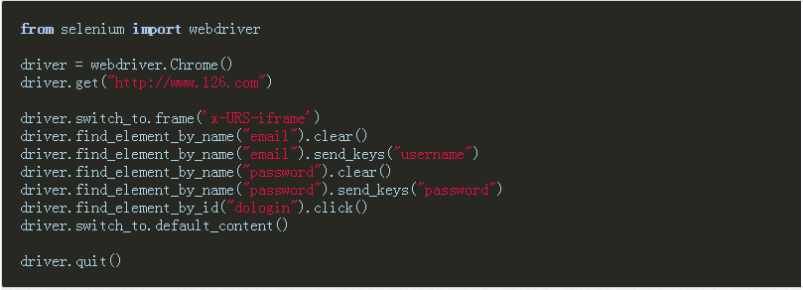 from selenium import webdriver
driver = webdriver.Chrome()
driver.get("http://www.126.com")
driver.switch_to.frame('x-URS-iframe')
driver.find_element_by_name("email").clear()
driver.find_element_by_name("email").send_keys("username")
driver.find_element_by_name("password").clear()
driver.find_element_by_name("password").send_keys("password")
driver.find_element_by_id("dologin").click()
driver.switch_to.default_content()
driver.quit()